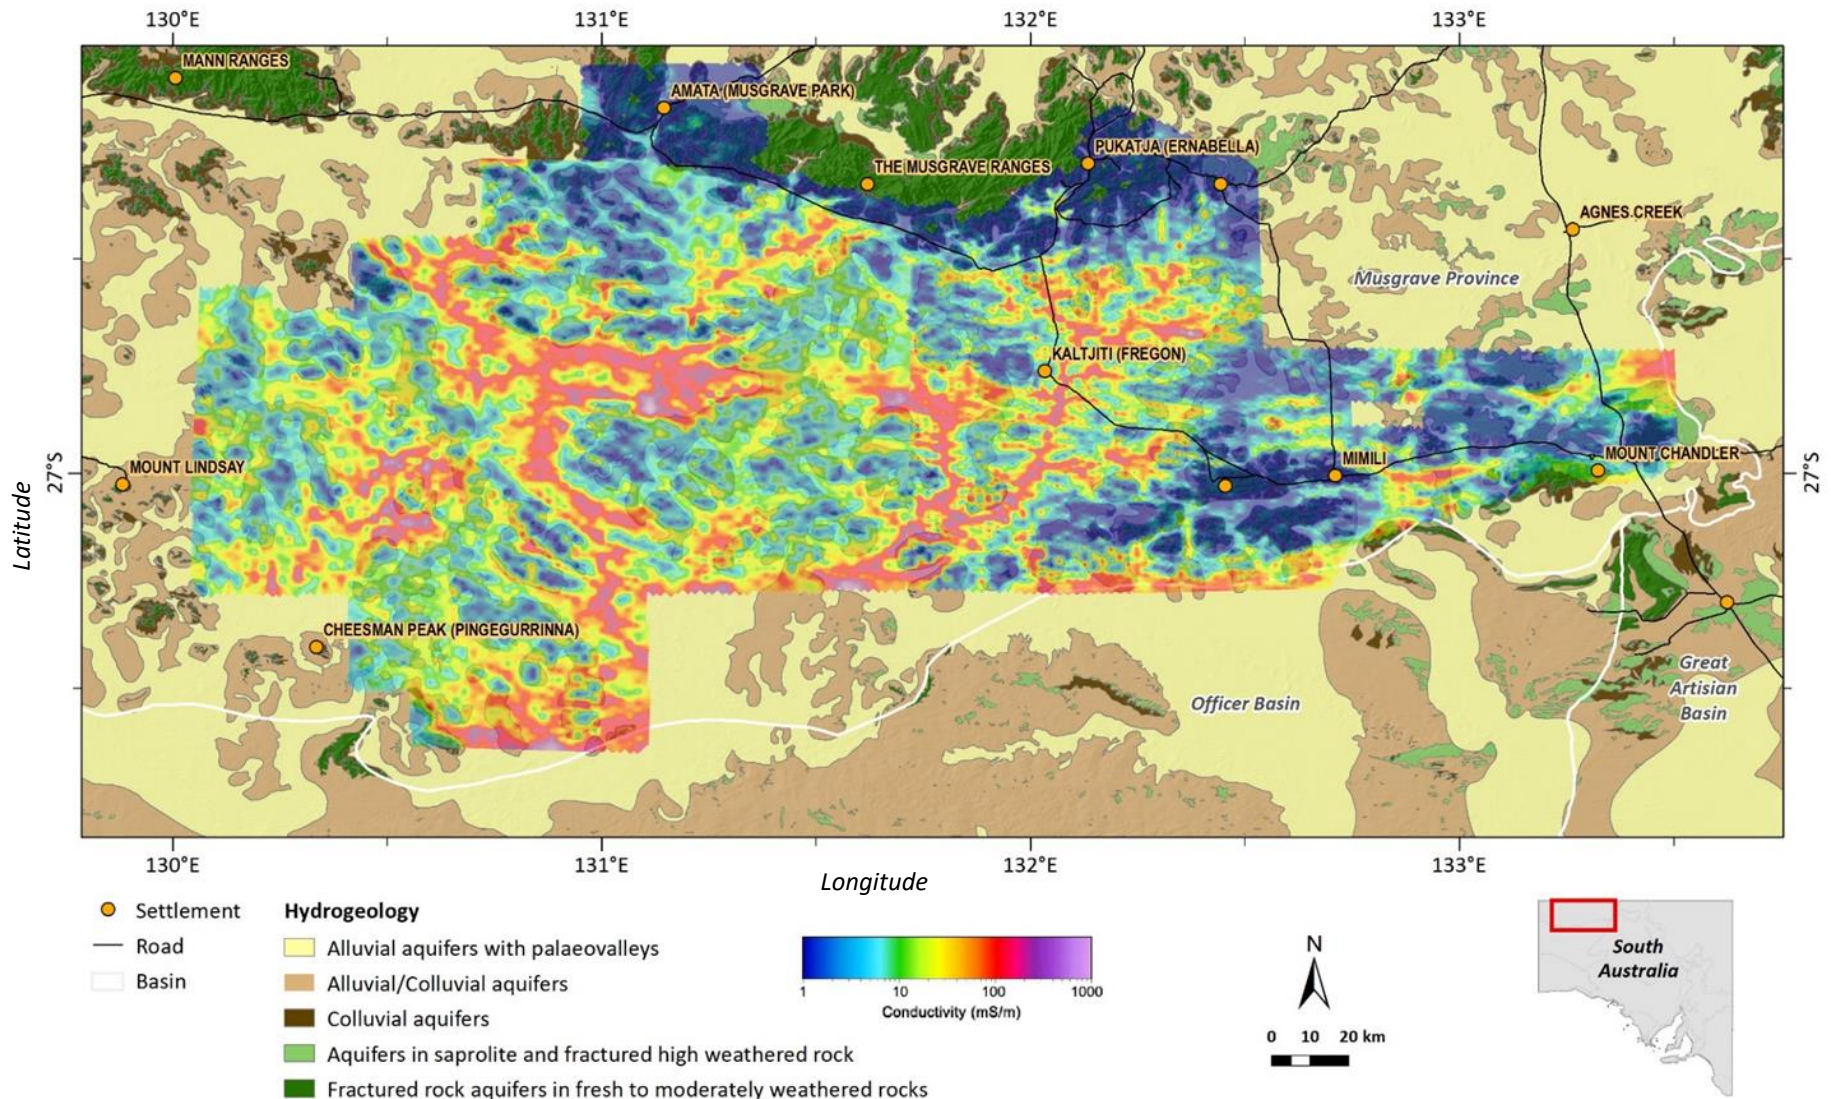 130°E 131°E 132°E 133°E
MANN RANGES
AMATA (MUSGRAVE PARK)
PUKATJA (ERNABELLA)
THE MUSGRAVE RANGES
AGNES CREEK
Musgrave Province
KALTJITI (FREGON)
MOUNT LINDSAY
MIMILI
MOUNT CHANDLER
27°S
27°S
Latitude
CHEESMAN PEAK (PINGEGURRINNA)
Officer Basin
Great
Artisian
Basin
130°E 131°E 132°E 133°E
Longitude
Settlement
Road
Basin
Hydrogeology
Alluvial aquifers with palaeovalleys
Alluvial/Colluvial aquifers
Colluvial aquifers
Aquifers in saprolite and fractured high weathered rock
Fractured rock aquifers in fresh to moderately weathered rocks
1 10 100 1000
Conductivity (mS/m)
N
0 10 20 km
South
Australia